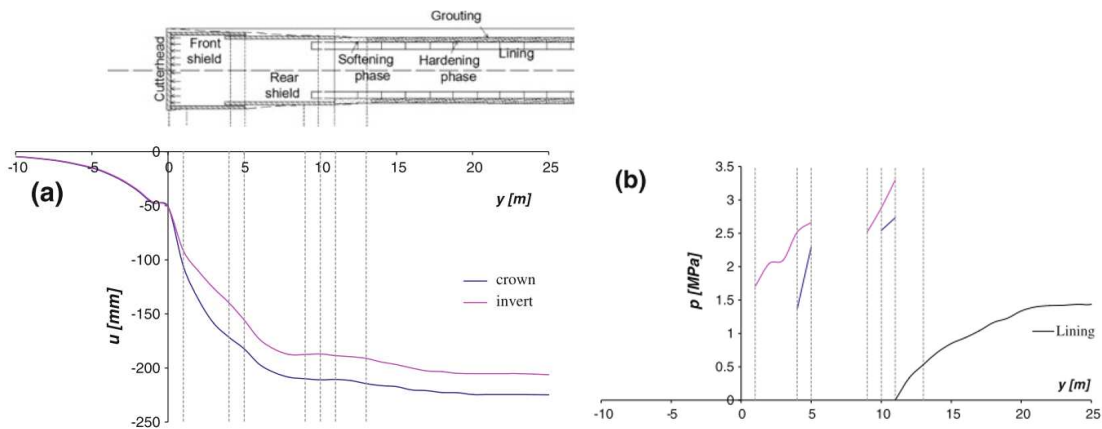 Grouting
Front shield
Rear shield
Softening phase
Hardening phase
Lining
Cutterhead
(a)
-10 -5 0 5 10 15 20 25
y [m]
0
-50
-100
-150
-200
-250
u [mm]
crown
invert
(b)
3.5
3
2.5
2
1.5
1
0.5
0
p [MPa]
Lining
y [m]
-10 -5 0 5 10 15 20 25